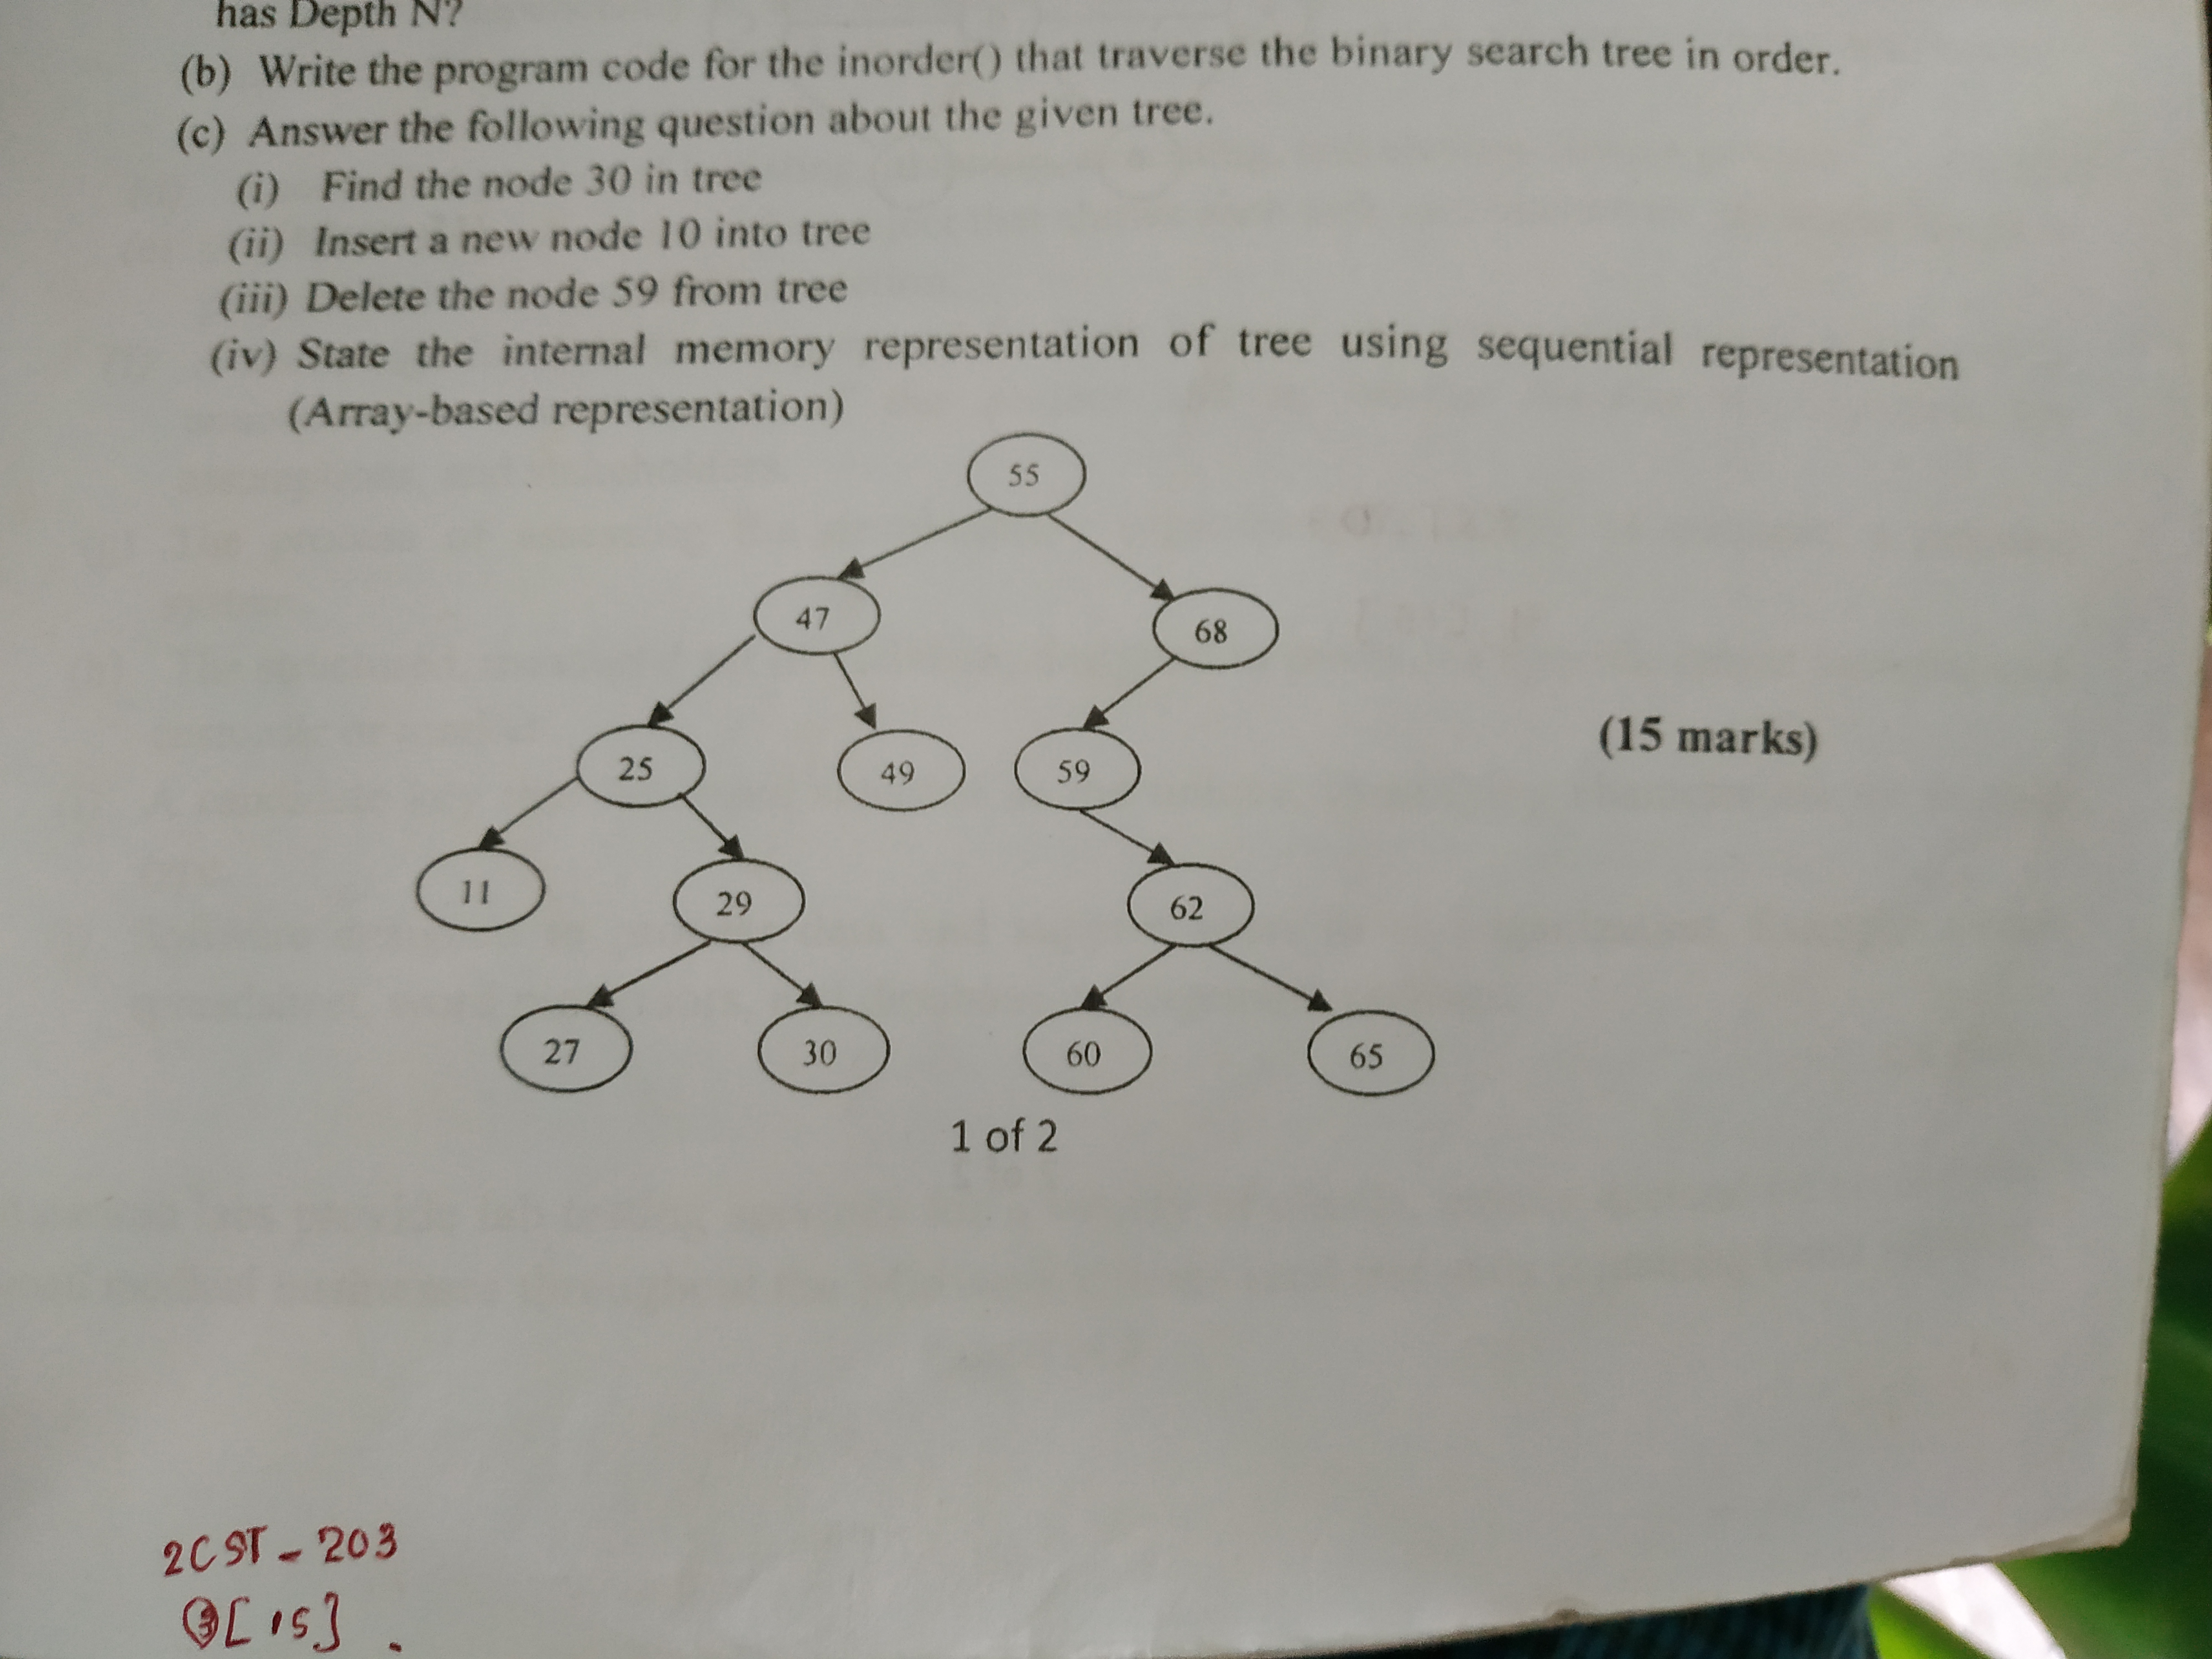 has Depth N?
(b) Write the program code for the inorder() that traverse the binary search tree in order.
(c) Answer the following question about the given tree.
(i) Find the node 30 in tree
(ii) Insert a new node 10 into tree
(iii) Delete the node 59 from tree
(iv) State the internal memory representation of tree using sequential representation
(Array-based representation)
55
47 68
25 49 59 (15 marks)
11 29 62
27 30 60 65
1 of 2
2CST-203
③[15].